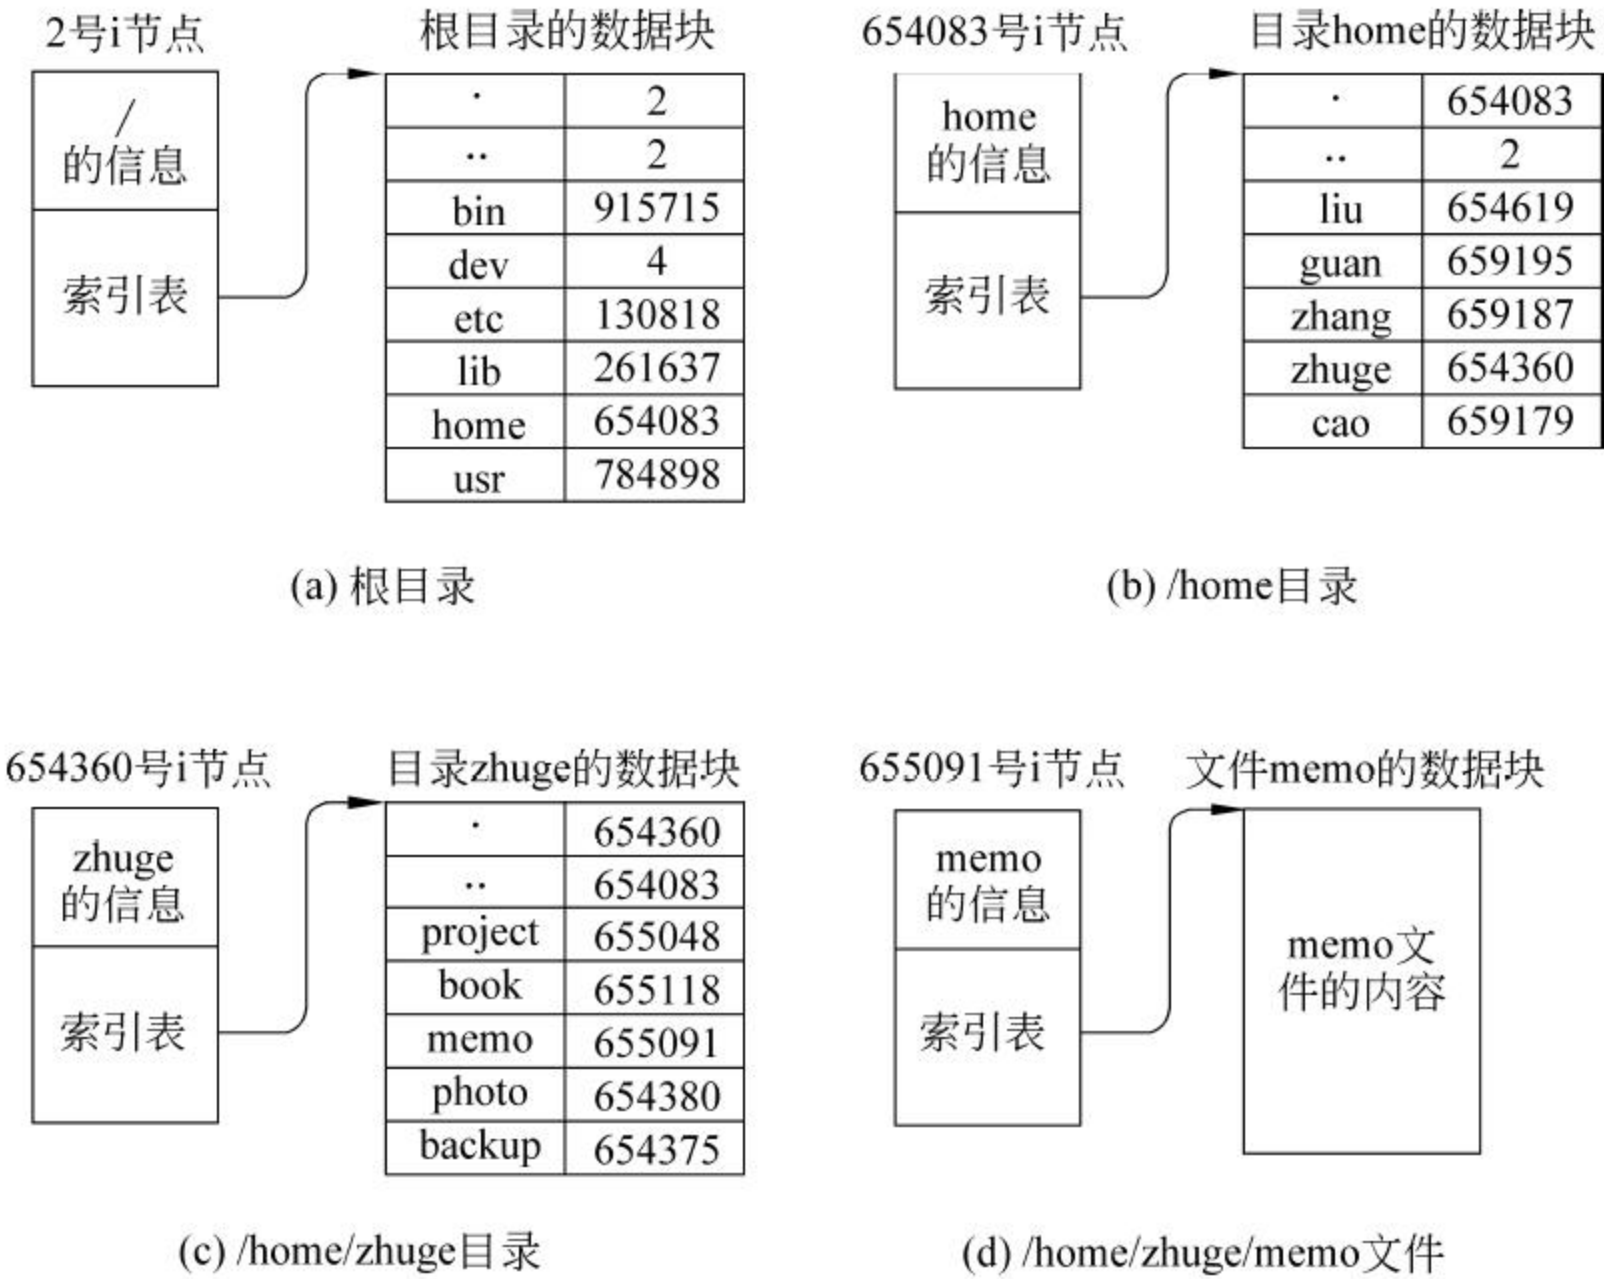 2号i节点
根目录的数据块
/
的信息
索引表
. 2
.. 2
bin 915715
dev 4
etc 130818
lib 261637
home 654083
usr 784898
(a) 根目录
654083号i节点
目录home的数据块
home
的信息
索引表
. 654083
.. 2
liu 654619
guan 659195
zhang 659187
zhuge 654360
cao 659179
(b) /home目录
654360号i节点
目录zhuge的数据块
zhuge
的信息
索引表
. 654360
.. 654083
project 655048
book 655118
memo 655091
photo 654380
backup 654375
(c) /home/zhuge目录
655091号i节点
文件memo的数据块
memo
的信息
索引表
memo文
件的内容
(d) /home/zhuge/memo文件